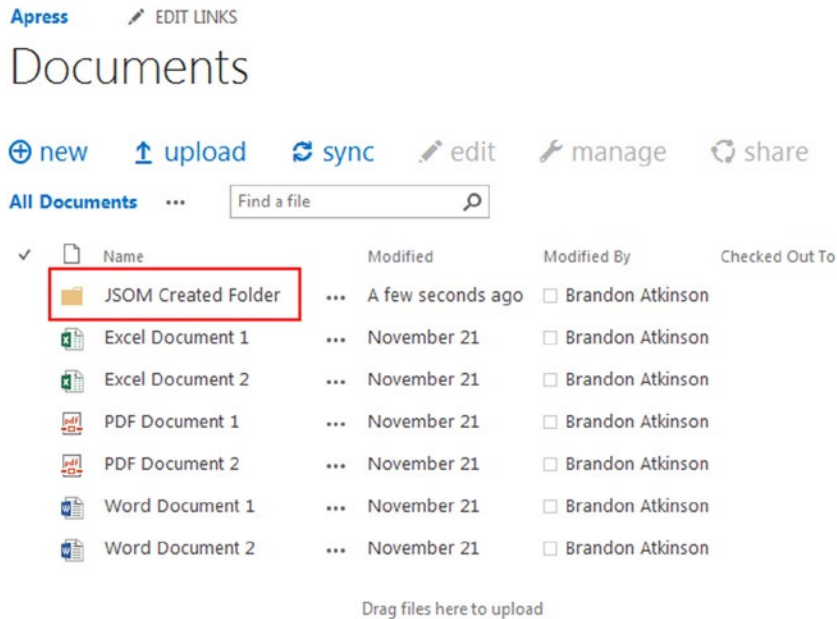 Apress EDIT LINKS
Documents
new upload sync edit manage share
All Documents ... Find a file
Name Modified Modified By Checked Out To
JSOM Created Folder ... A few seconds ago Brandon Atkinson
Excel Document 1 ... November 21 Brandon Atkinson
Excel Document 2 ... November 21 Brandon Atkinson
pdf PDF Document 1 ... November 21 Brandon Atkinson
pdf PDF Document 2 ... November 21 Brandon Atkinson
Word Document 1 ... November 21 Brandon Atkinson
Word Document 2 ... November 21 Brandon Atkinson
Drag files here to upload